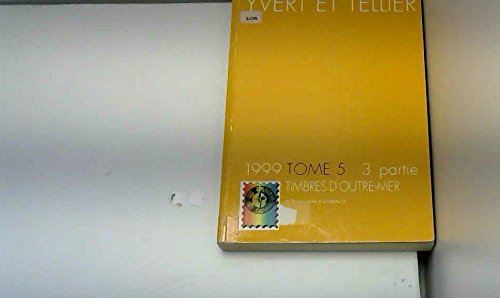 YVERT ET TELLIER
1999 TOME 5 3 partie
TIMBRES D'OUTRE-MER